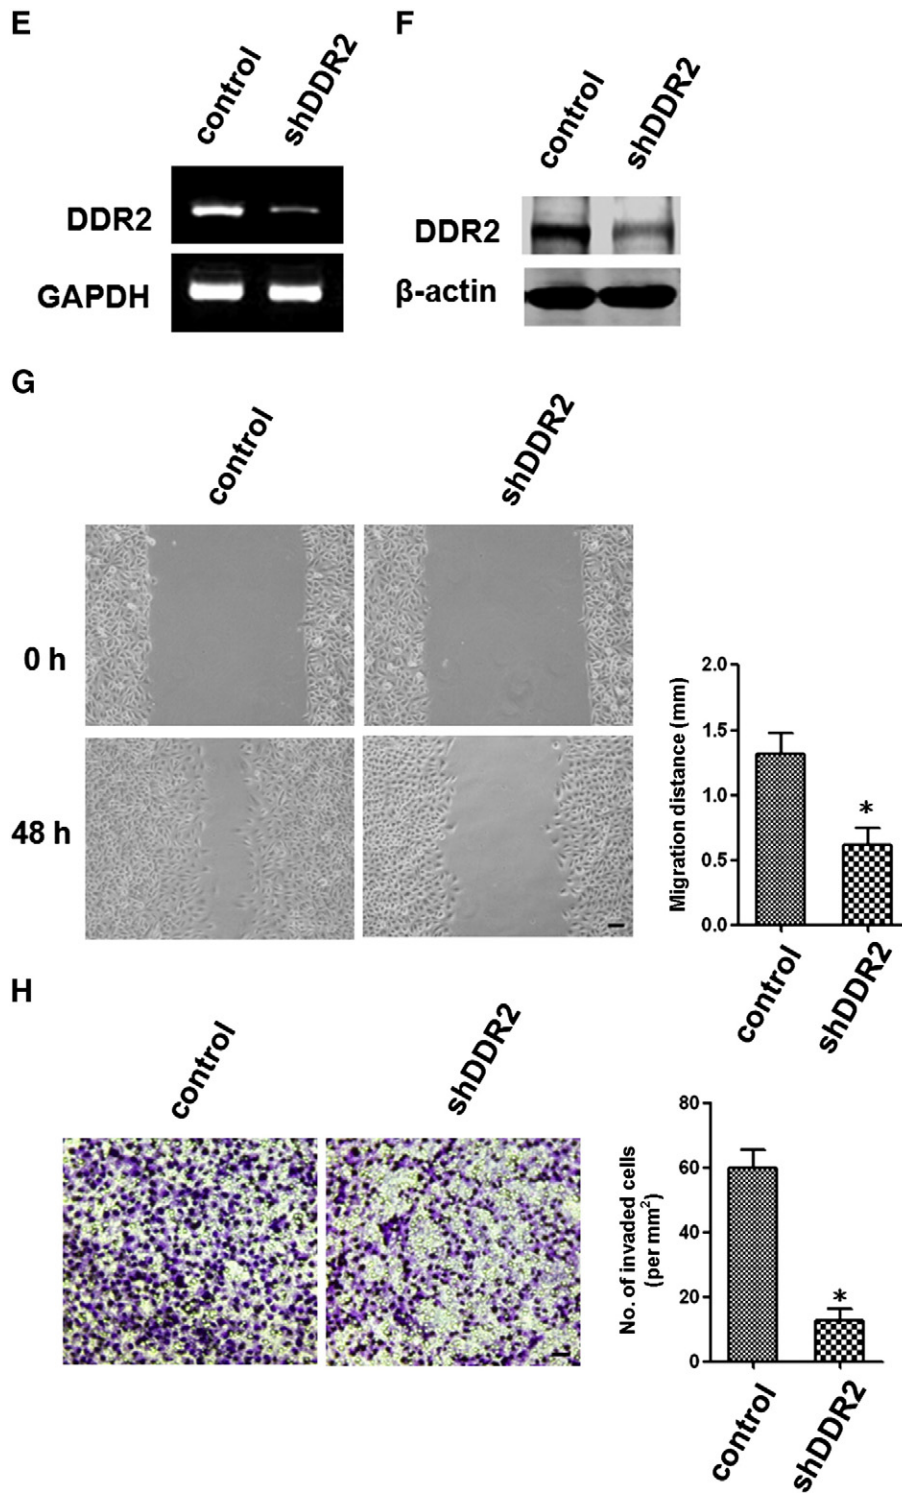 E
control
shDDR2
DDR2
GAPDH
F
control
shDDR2
DDR2
β-actin
G
control
shDDR2
0 h
48 h
Migration distance (mm)
2.0
1.5
1.0
0.5
0.0
*
control
shDDR2
H
control
shDDR2
No. of invaded cells
(per mm²)
80
60
40
20
0
*
control
shDDR2